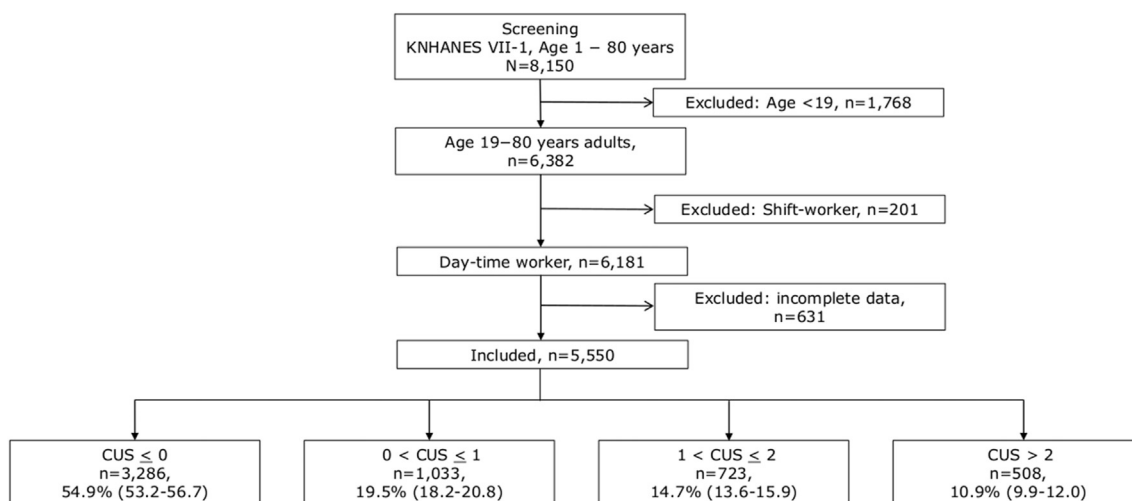 Screening
KNHANES VII-1, Age 1 − 80 years
N=8,150
Excluded: Age <19, n=1,768
Age 19−80 years adults,
n=6,382
Excluded: Shift-worker, n=201
Day-time worker, n=6,181
Excluded: incomplete data,
n=631
Included, n=5,550
CUS ≤ 0
n=3,286,
54.9% (53.2-56.7)
0 < CUS ≤ 1
n=1,033,
19.5% (18.2-20.8)
1 < CUS ≤ 2
n=723,
14.7% (13.6-15.9)
CUS > 2
n=508,
10.9% (9.9-12.0)